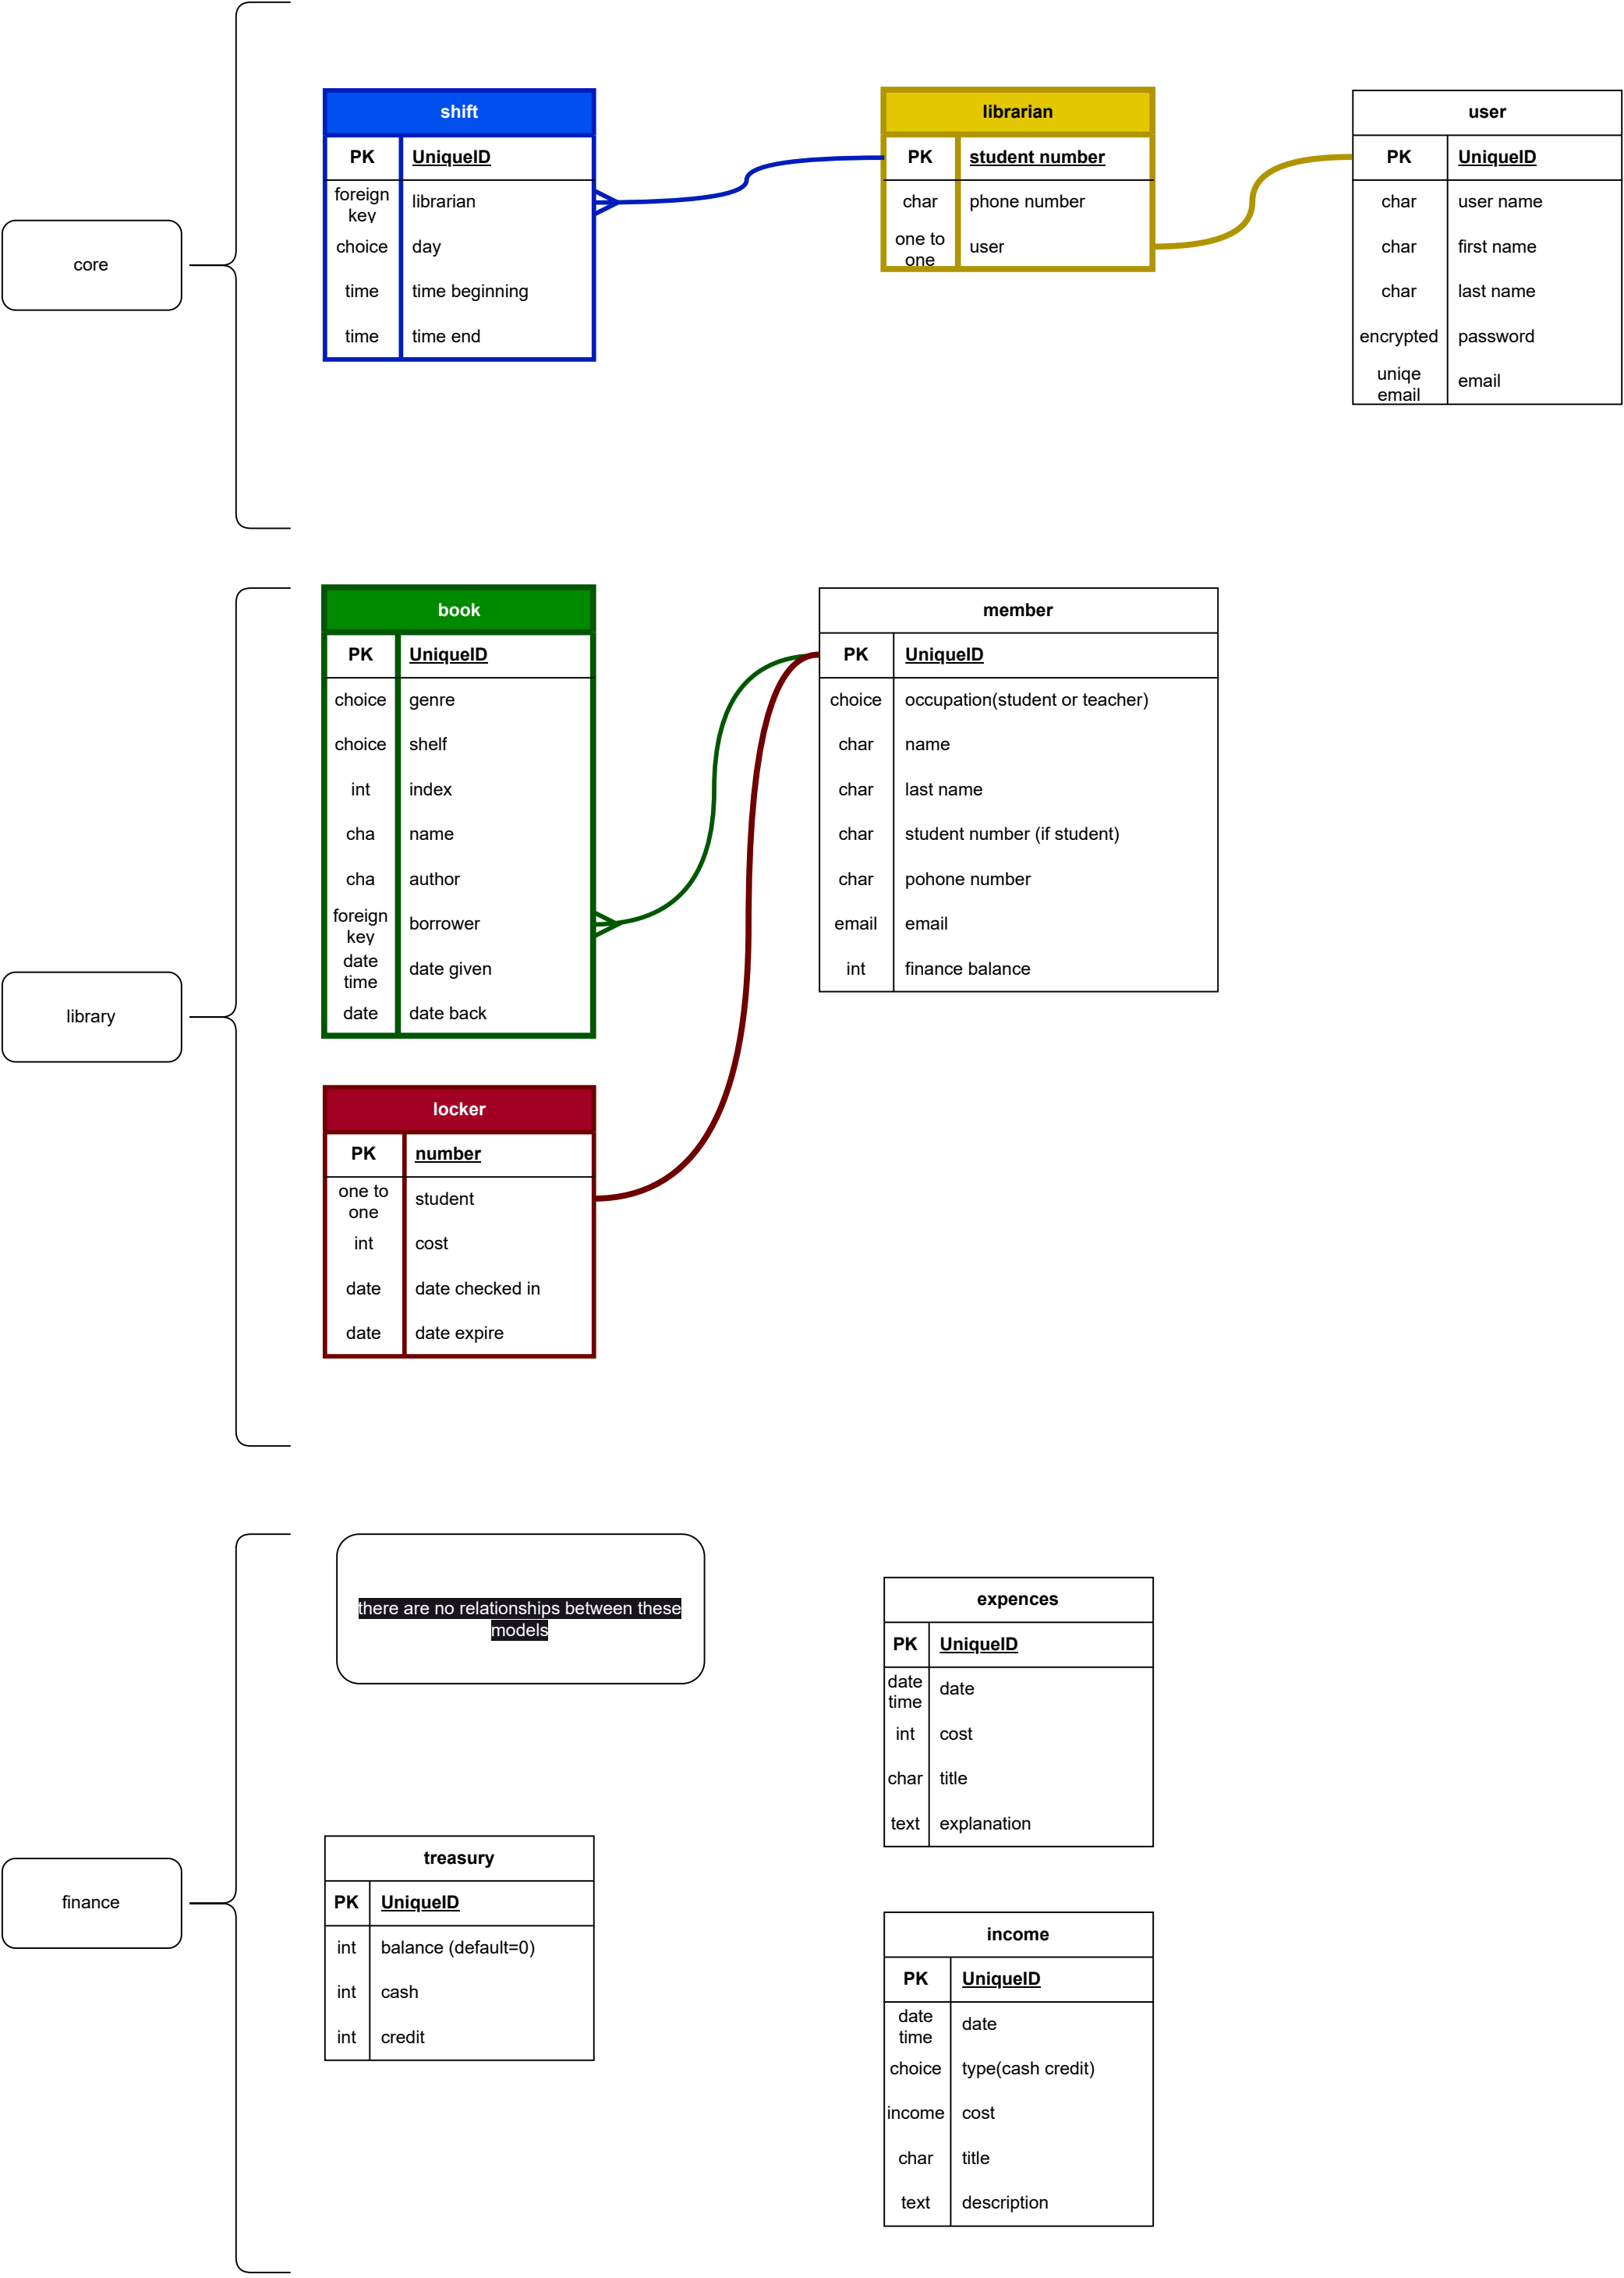 core
shift
PK UniqueID
foreign
key
librarian
choice day
time time beginning
time time end
librarian
PK student number
char phone number
one to
one
user
user
PK UniqueID
char user name
char first name
char last name
encrypted password
uniqe
email
email
library
book
PK UniqueID
choice genre
choice shelf
int index
cha name
cha author
foreign
key
borrower
date
time
date given
date date back
member
PK UniqueID
choice occupation(student or teacher)
char name
char last name
char student number (if student)
char pohone number
email email
int finance balance
locker
PK number
one to
one
student
int cost
date date checked in
date date expire
finance
there are no relationships between these
models
expences
PK UniqueID
date
time
date
int cost
char title
text explanation
treasury
PK UniqueID
int balance (default=0)
int cash
int credit
income
PK UniqueID
date
time
date
choice type(cash credit)
income cost
char title
text description